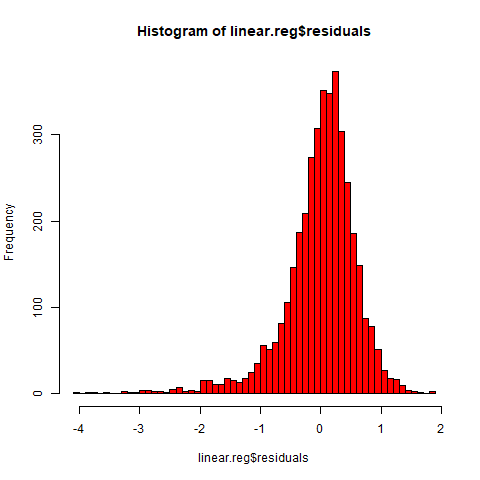 Histogram of linear.reg$residuals
Frequency
300
200
100
0
-4 -3 -2 -1 0 1 2
linear.reg$residuals